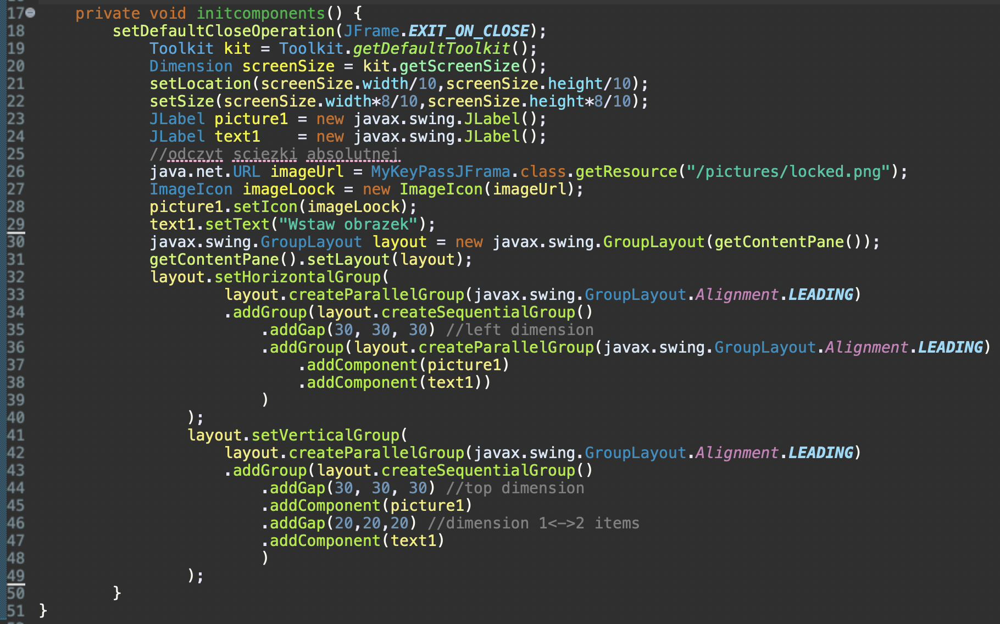 17 private void initcomponents() {
18 setDefaultCloseOperation(JFrame.EXIT_ON_CLOSE);
19 Toolkit kit = Toolkit.getDefaultToolkit();
20 Dimension screenSize = kit.getScreenSize();
21 setLocation(screenSize.width/10,screenSize.height/10);
22 setSize(screenSize.width*8/10,screenSize.height*8/10);
23 JLabel picture1 = new javax.swing.JLabel();
24 JLabel text1    = new javax.swing.JLabel();
25 //odczyt sciezki absolutnej
26 java.net.URL imageUrl = MyKeyPassJFrama.class.getResource("/pictures/locked.png");
27 ImageIcon imageLoock = new ImageIcon(imageUrl);
28 picture1.setIcon(imageLoock);
29 text1.setText("Wstaw obrazek");
30 javax.swing.GroupLayout layout = new javax.swing.GroupLayout(getContentPane());
31 getContentPane().setLayout(layout);
32 layout.setHorizontalGroup(
33 layout.createParallelGroup(javax.swing.GroupLayout.Alignment.LEADING)
34 .addGroup(layout.createSequentialGroup()
35 .addGap(30, 30, 30) //left dimension
36 .addGroup(layout.createParallelGroup(javax.swing.GroupLayout.Alignment.LEADING)
37 .addComponent(picture1)
38 .addComponent(text1))
39 )
40 );
41 layout.setVerticalGroup(
42 layout.createParallelGroup(javax.swing.GroupLayout.Alignment.LEADING)
43 .addGroup(layout.createSequentialGroup()
44 .addGap(30, 30, 30) //top dimension
45 .addComponent(picture1)
46 .addGap(20,20,20) //dimension 1<->2 items
47 .addComponent(text1)
48 )
49 );
50 }
51 }